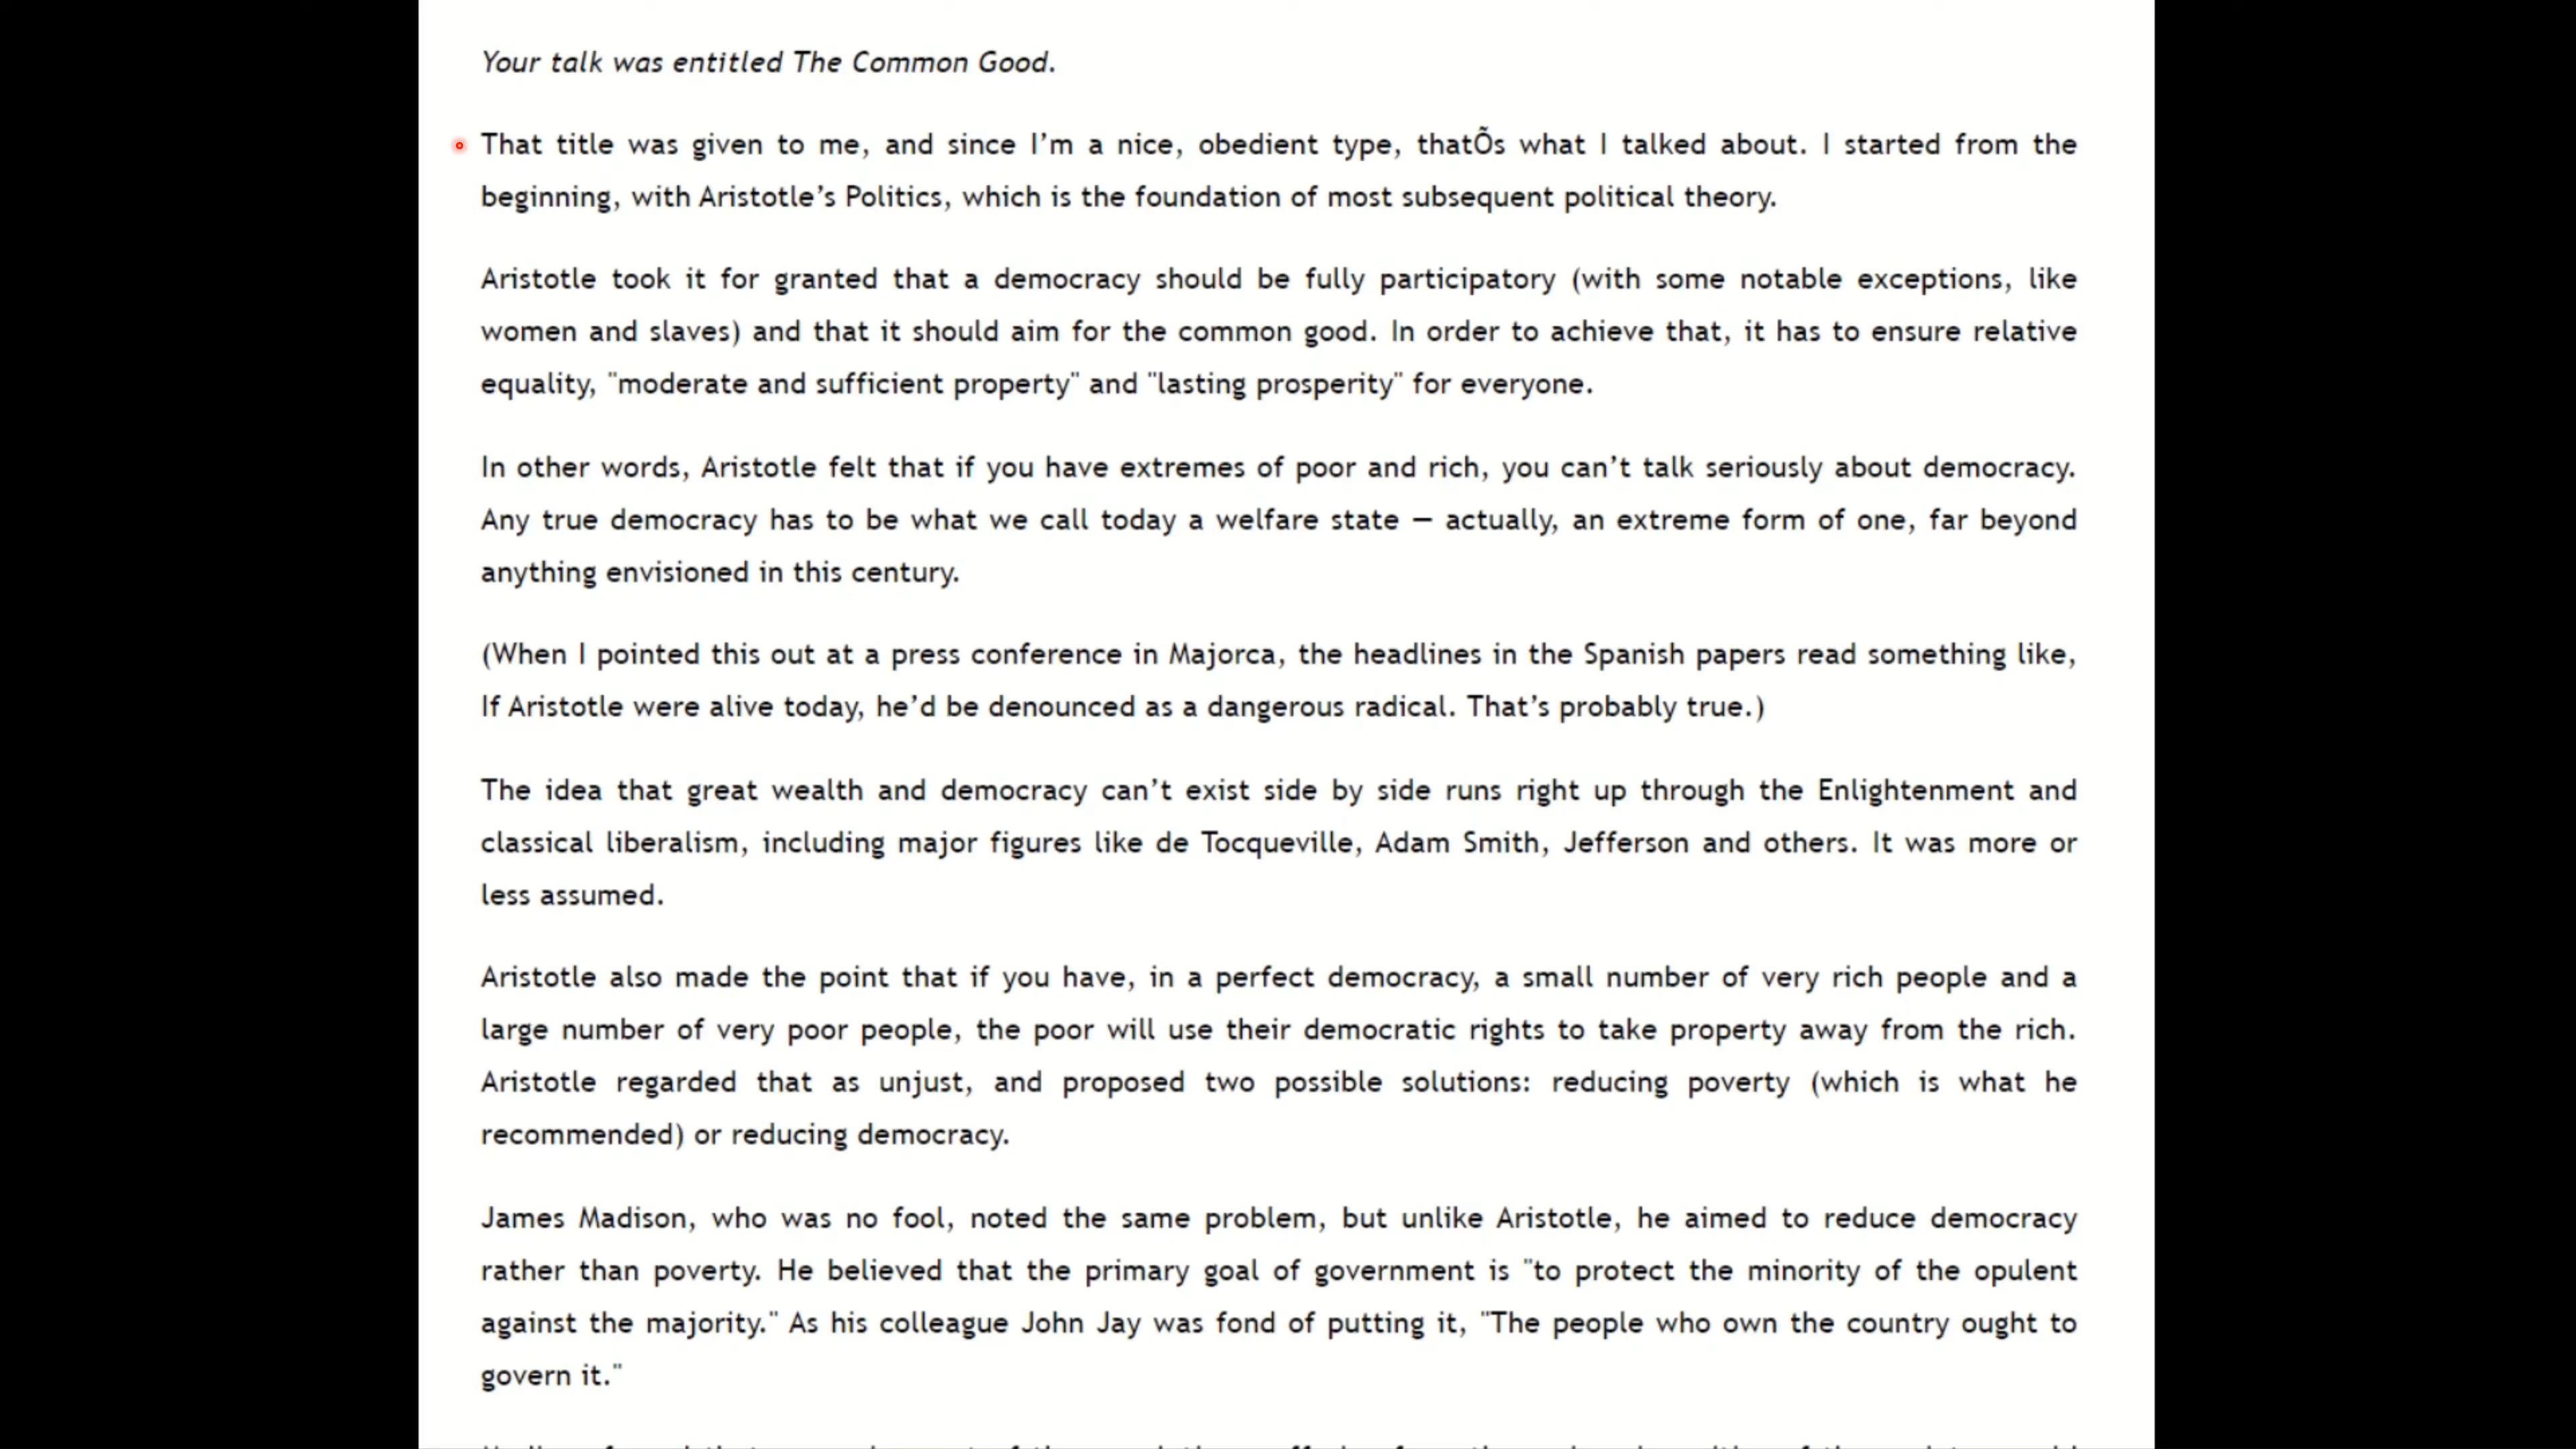 Your talk was entitled The Common Good.
That title was given to me, and since I’m a nice, obedient type, thatÕs what I talked about. I started from the
beginning, with Aristotle’s Politics, which is the foundation of most subsequent political theory.
Aristotle took it for granted that a democracy should be fully participatory (with some notable exceptions, like
women and slaves) and that it should aim for the common good. In order to achieve that, it has to ensure relative
equality, "moderate and sufficient property" and "lasting prosperity" for everyone.
In other words, Aristotle felt that if you have extremes of poor and rich, you can’t talk seriously about democracy.
Any true democracy has to be what we call today a welfare state — actually, an extreme form of one, far beyond
anything envisioned in this century.
(When I pointed this out at a press conference in Majorca, the headlines in the Spanish papers read something like,
If Aristotle were alive today, he’d be denounced as a dangerous radical. That’s probably true.)
The idea that great wealth and democracy can’t exist side by side runs right up through the Enlightenment and
classical liberalism, including major figures like de Tocqueville, Adam Smith, Jefferson and others. It was more or
less assumed.
Aristotle also made the point that if you have, in a perfect democracy, a small number of very rich people and a
large number of very poor people, the poor will use their democratic rights to take property away from the rich.
Aristotle regarded that as unjust, and proposed two possible solutions: reducing poverty (which is what he
recommended) or reducing democracy.
James Madison, who was no fool, noted the same problem, but unlike Aristotle, he aimed to reduce democracy
rather than poverty. He believed that the primary goal of government is "to protect the minority of the opulent
against the majority." As his colleague John Jay was fond of putting it, "The people who own the country ought to
govern it."